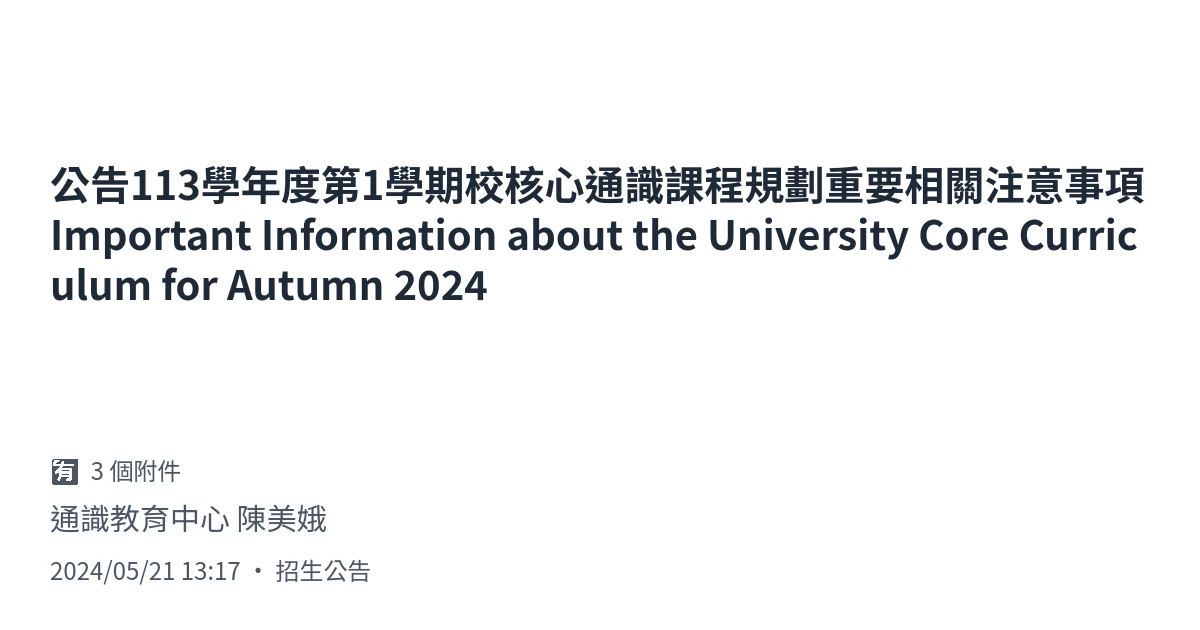 公告113學年度第1學期校核心通識課程規劃重要相關注意事項
Important Information about the University Core Curric
ulum for Autumn 2024
🈶 3 個附件
通識教育中心 陳美娥
2024/05/21 13:17 ・ 招生公告